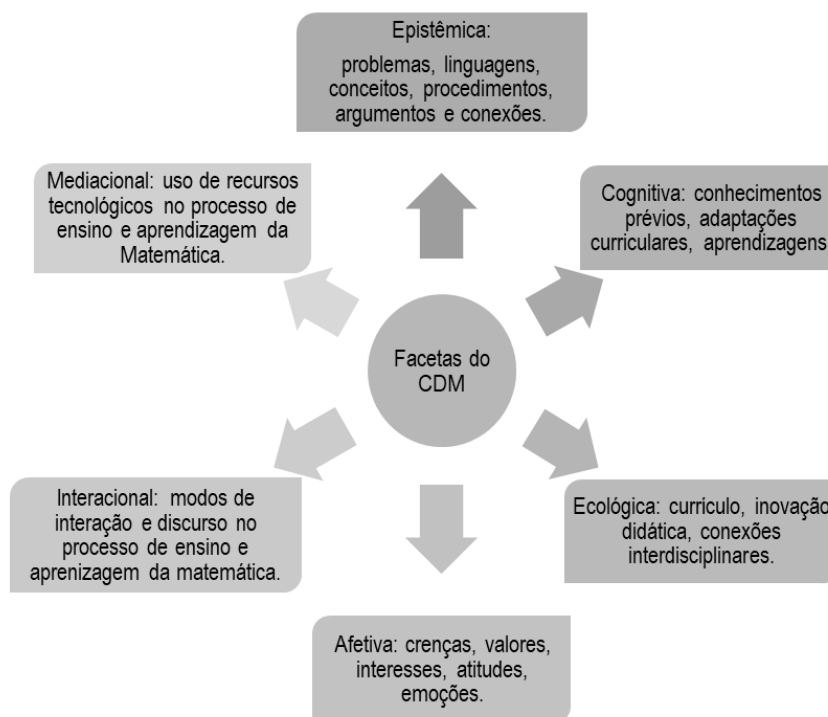 Epistêmica:
problemas, linguagens,
conceitos, procedimentos,
argumentos e conexões.
Mediacional: uso de recursos
tecnológicos no processo de
ensino e aprendizagem da
Matemática.
Cognitiva: conhecimentos
prévios, adaptações
curriculares, aprendizagens
Facetas do
CDM
Interacional: modos de
interação e discurso no
processo de ensino e
aprenizagem da matemática.
Ecológica: currículo, inovação
didática, conexões
interdisciplinares.
Afetiva: crenças, valores,
interesses, atitudes,
emoções.